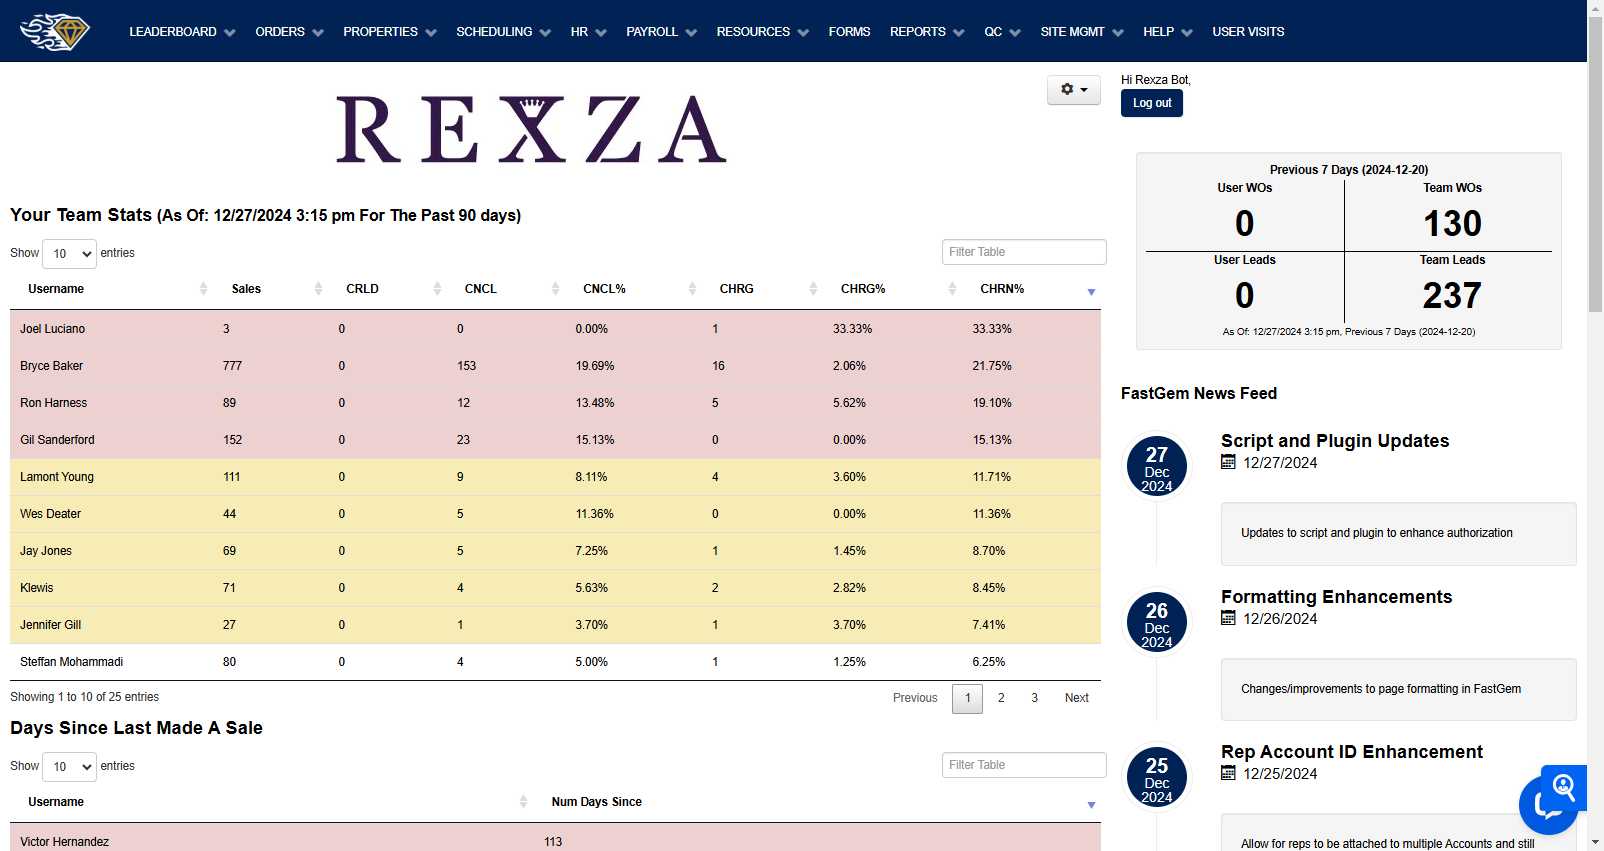 LEADERBOARD ORDERS PROPERTIES SCHEDULING HR PAYROLL RESOURCES FORMS REPORTS QC SITE MGMT HELP USER VISITS
REXZA
Hi Rexza Bot,
Log out
Previous 7 Days (2024-12-20)
User WOs Team WOs
0 130
User Leads Team Leads
0 237
As Of: 12/27/2024 3:15 pm, Previous 7 Days (2024-12-20)
Your Team Stats (As Of: 12/27/2024 3:15 pm For The Past 90 days)
Show 10 entries Filter Table
Username Sales CRLD CNCL CNCL% CHRG CHRG% CHRN%
Joel Luciano 3 0 0 0.00% 1 33.33% 33.33%
Bryce Baker 777 0 153 19.69% 16 2.06% 21.75%
Ron Harness 89 0 12 13.48% 5 5.62% 19.10%
Gil Sanderford 152 0 23 15.13% 0 0.00% 15.13%
Lamont Young 111 0 9 8.11% 4 3.60% 11.71%
Wes Deater 44 0 5 11.36% 0 0.00% 11.36%
Jay Jones 69 0 5 7.25% 1 1.45% 8.70%
Klewis 71 0 4 5.63% 2 2.82% 8.45%
Jennifer Gill 27 0 1 3.70% 1 3.70% 7.41%
Steffan Mohammadi 80 0 4 5.00% 1 1.25% 6.25%
Showing 1 to 10 of 25 entries Previous 1 2 3 Next
Days Since Last Made A Sale
Show 10 entries Filter Table
Username Num Days Since
Victor Hernandez 113
FastGem News Feed
27 Dec 2024
Script and Plugin Updates
12/27/2024
Updates to script and plugin to enhance authorization
26 Dec 2024
Formatting Enhancements
12/26/2024
Changes/improvements to page formatting in FastGem
25 Dec 2024
Rep Account ID Enhancement
12/25/2024
Allow for reps to be attached to multiple Accounts and still